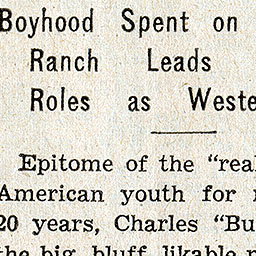 Boyhood Spent on
Ranch Leads
Roles as Weste
Epitome of the “real
American youth for
20 years, Charles “Bu
the big, bluff, likable